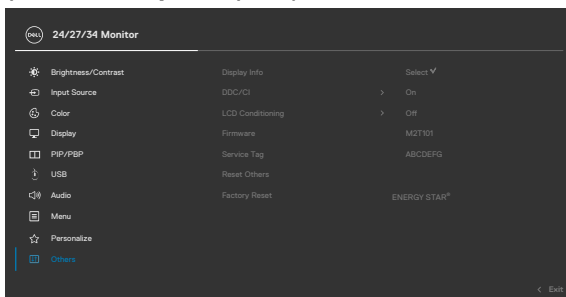 DELL 24/27/34 Monitor
Brightness/Contrast Display Info Select
Input Source DDC/CI > On
Color LCD Conditioning > Off
Display Firmware M2T101
PIP/PBP Service Tag ABCDEFG
USB Reset Others
Audio Factory Reset ENERGY STAR®
Menu
Personalize
Others
< Exit